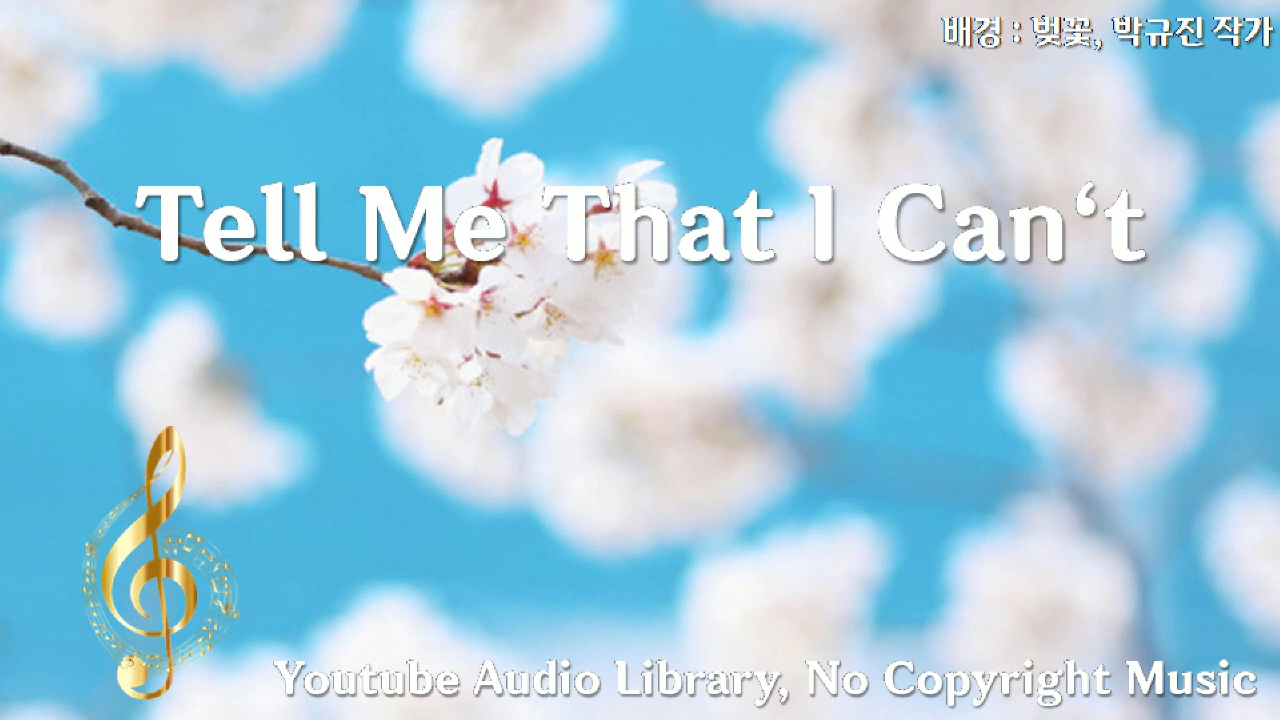 배경 : 벚꽃, 박규진 작가
Tell Me That I Can‘t
Youtube Audio Library, No Copyright Music